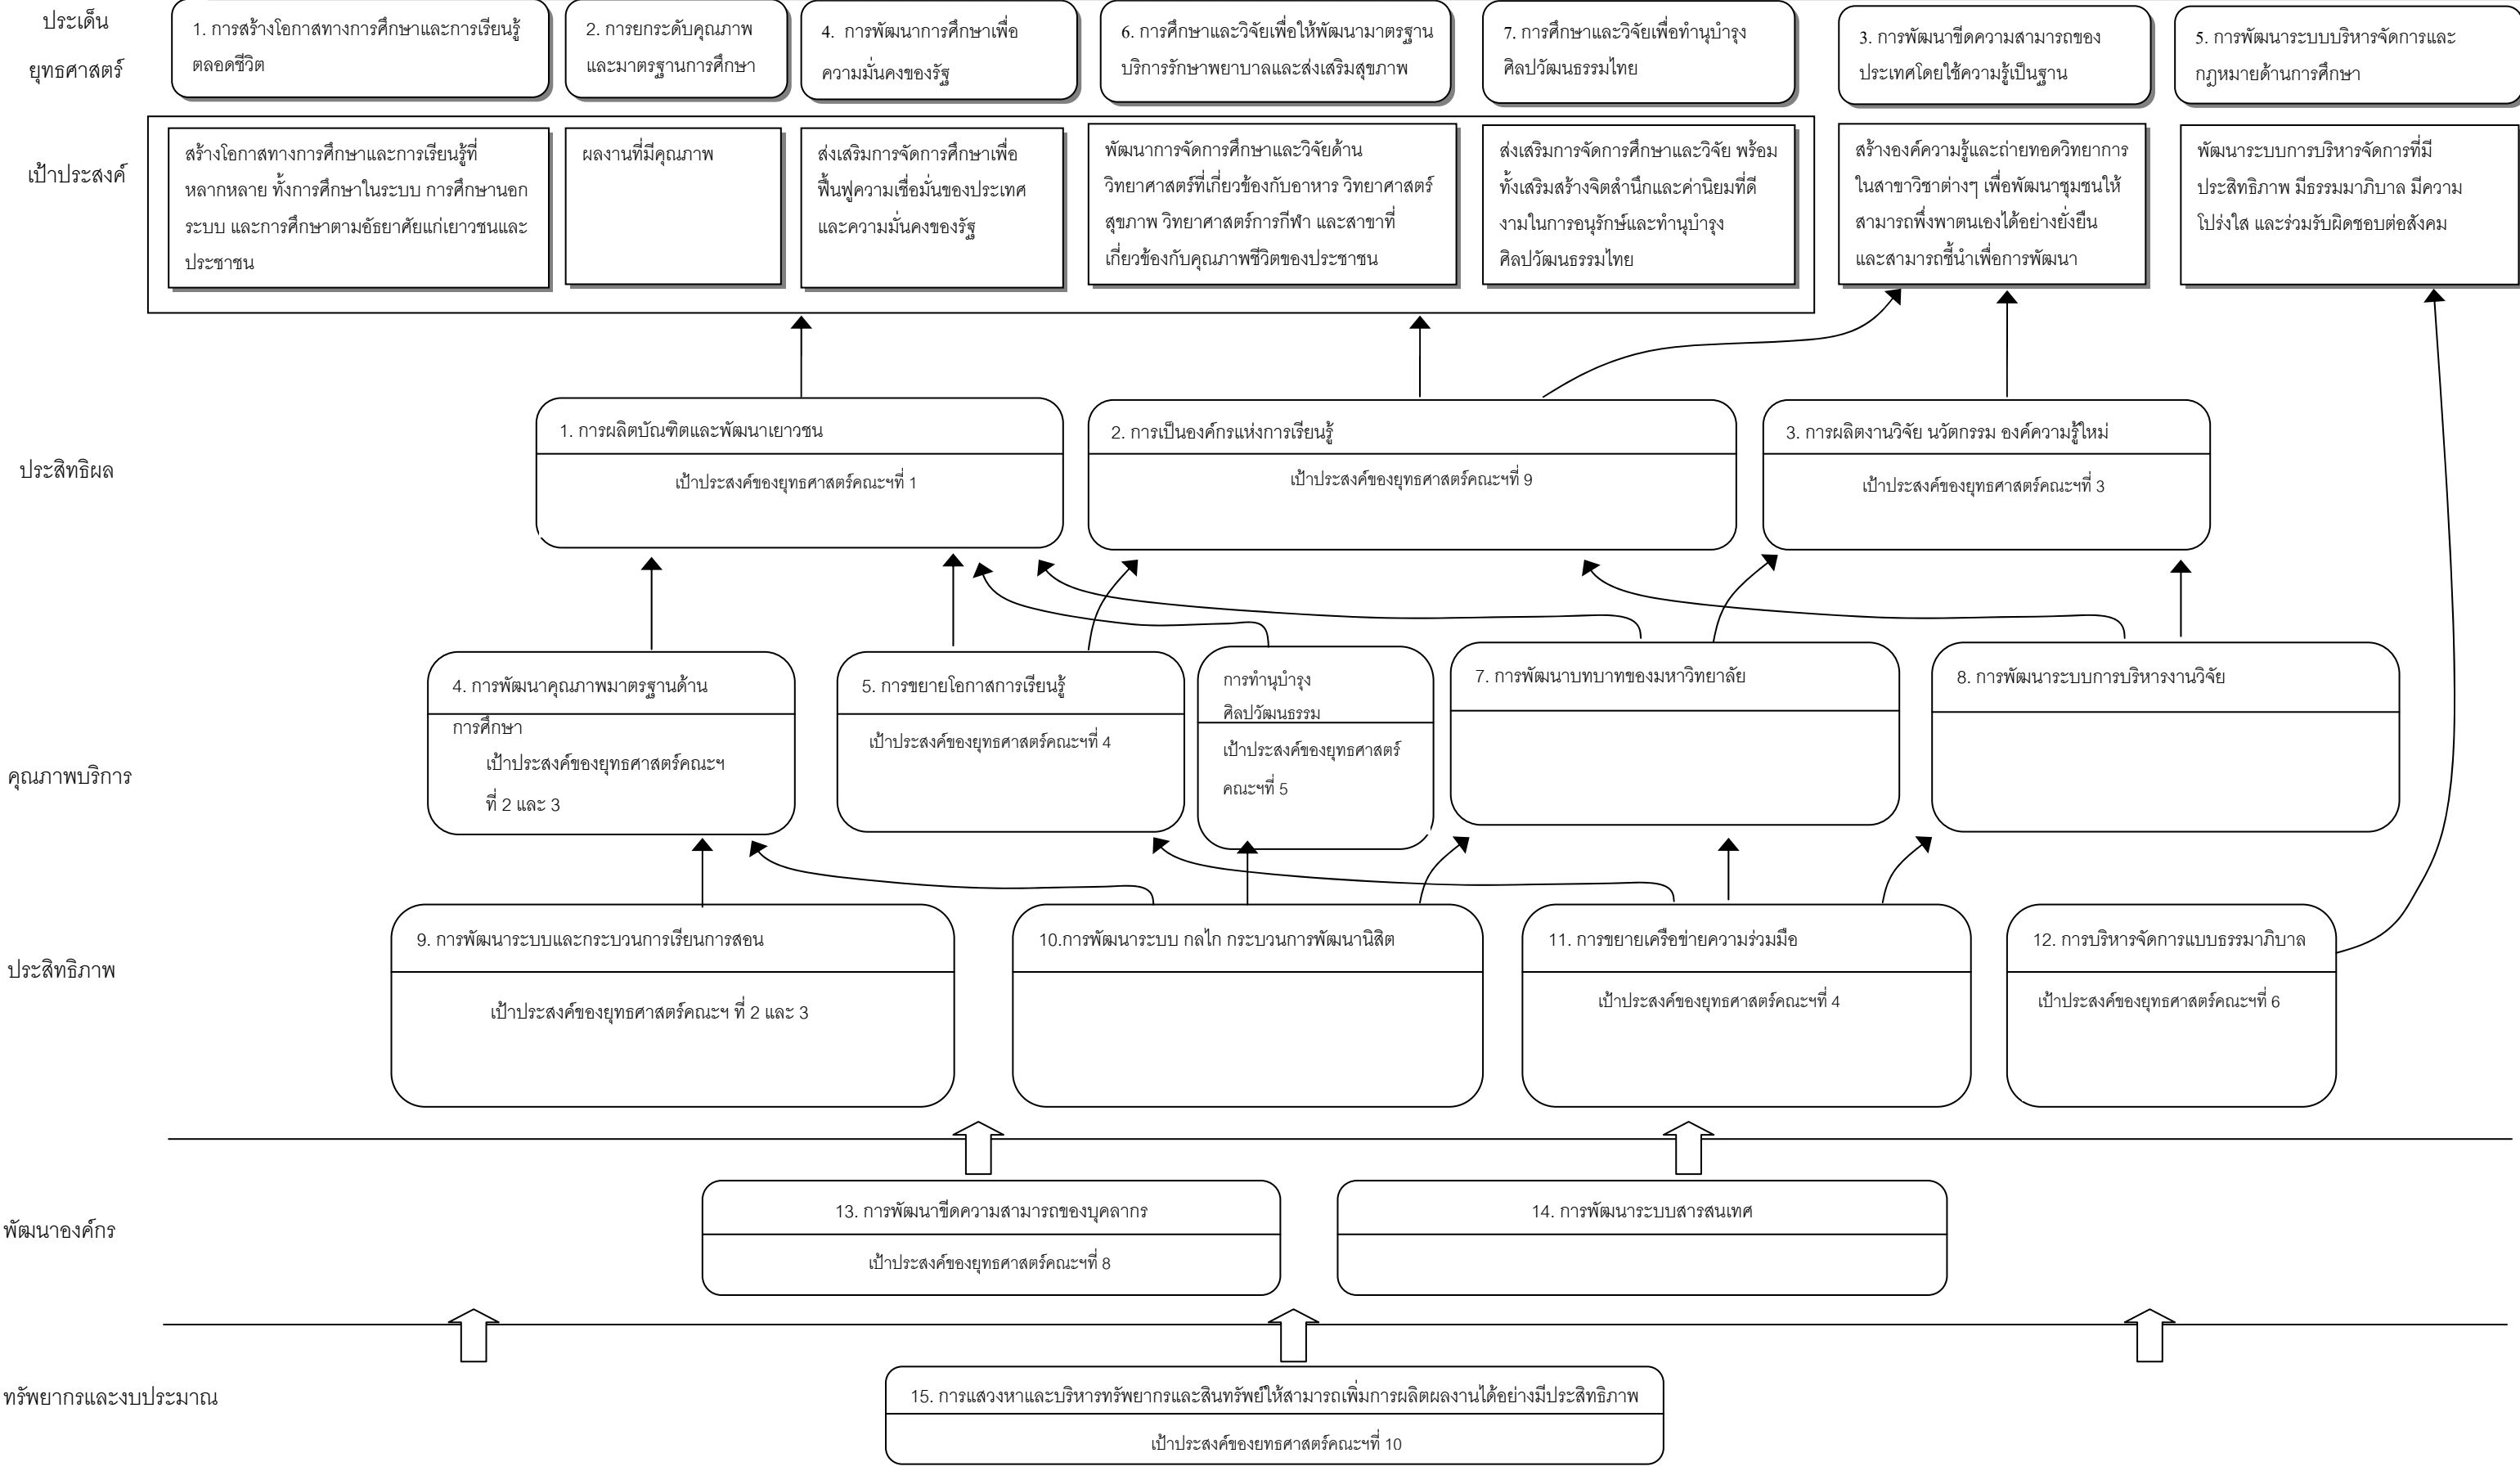 ประเด็น
ยุทธศาสตร์
1. การสร้างโอกาสทางการศึกษาและการเรียนรู้
ตลอดชีวิต
2. การยกระดับคุณภาพ
และมาตรฐานการศึกษา
4. การพัฒนาการศึกษาเพื่อ
ความมั่นคงของรัฐ
6. การศึกษาและวิจัยเพื่อให้พัฒนามาตรฐาน
บริการรักษาพยาบาลและส่งเสริมสุขภาพ
7. การศึกษาและวิจัยเพื่อทำนุบำรุง
ศิลปวัฒนธรรมไทย
3. การพัฒนาขีดความสามารถของ
ประเทศโดยใช้ความรู้เป็นฐาน
5. การพัฒนาระบบบริหารจัดการและ
กฎหมายด้านการศึกษา
เป้าประสงค์
สร้างโอกาสทางการศึกษาและการเรียนรู้ที่
หลากหลาย ทั้งการศึกษาในระบบ การศึกษานอก
ระบบ และการศึกษาตามอัธยาศัยแก่เยาวชนและ
ประชาชน
ผลงานที่มีคุณภาพ
ส่งเสริมการจัดการศึกษาเพื่อ
ฟื้นฟูความเชื่อมั่นของประเทศ
และความมั่นคงของรัฐ
พัฒนาการจัดการศึกษาและวิจัยด้าน
วิทยาศาสตร์ที่เกี่ยวข้องกับอาหาร วิทยาศาสตร์
สุขภาพ วิทยาศาสตร์การกีฬา และสาขาที่
เกี่ยวข้องกับคุณภาพชีวิตของประชาชน
ส่งเสริมการจัดการศึกษาและวิจัย พร้อม
ทั้งเสริมสร้างจิตสำนึกและค่านิยมที่ดี
งามในการอนุรักษ์และทำนุบำรุง
ศิลปวัฒนธรรมไทย
สร้างองค์ความรู้และถ่ายทอดวิทยาการ
ในสาขาวิชาต่างๆ เพื่อพัฒนาชุมชนให้
สามารถพึ่งพาตนเองได้อย่างยั่งยืน
และสามารถชี้นำเพื่อการพัฒนา
พัฒนาระบบการบริหารจัดการที่มี
ประสิทธิภาพ มีธรรมมาภิบาล มีความ
โปร่งใส และร่วมรับผิดชอบต่อสังคม
ประสิทธิผล
1. การผลิตบัณฑิตและพัฒนาเยาวชน
เป้าประสงค์ของยุทธศาสตร์คณะฯที่ 1
2. การเป็นองค์กรแห่งการเรียนรู้
เป้าประสงค์ของยุทธศาสตร์คณะฯที่ 9
3. การผลิตงานวิจัย นวัตกรรม องค์ความรู้ใหม่
เป้าประสงค์ของยุทธศาสตร์คณะฯที่ 3
คุณภาพบริการ
4. การพัฒนาคุณภาพมาตรฐานด้าน
การศึกษา
เป้าประสงค์ของยุทธศาสตร์คณะฯ
ที่ 2 และ 3
5. การขยายโอกาสการเรียนรู้
เป้าประสงค์ของยุทธศาสตร์คณะฯที่ 4
การทำนุบำรุง
ศิลปวัฒนธรรม
เป้าประสงค์ของยุทธศาสตร์
คณะฯที่ 5
7. การพัฒนาบทบาทของมหาวิทยาลัย
8. การพัฒนาระบบการบริหารงานวิจัย
ประสิทธิภาพ
9. การพัฒนาระบบและกระบวนการเรียนการสอน
เป้าประสงค์ของยุทธศาสตร์คณะฯ ที่ 2 และ 3
10.การพัฒนาระบบ กลไก กระบวนการพัฒนานิสิต
11. การขยายเครือข่ายความร่วมมือ
เป้าประสงค์ของยุทธศาสตร์คณะฯที่ 4
12. การบริหารจัดการแบบธรรมาภิบาล
เป้าประสงค์ของยุทธศาสตร์คณะฯที่ 6
พัฒนาองค์กร
13. การพัฒนาขีดความสามารถของบุคลากร
เป้าประสงค์ของยุทธศาสตร์คณะฯที่ 8
14. การพัฒนาระบบสารสนเทศ
ทรัพยากรและงบประมาณ
15. การแสวงหาและบริหารทรัพยากรและสินทรัพย์ให้สามารถเพิ่มการผลิตผลงานได้อย่างมีประสิทธิภาพ
เป้าประสงค์ของยทธศาสตร์คณะฯที่ 10